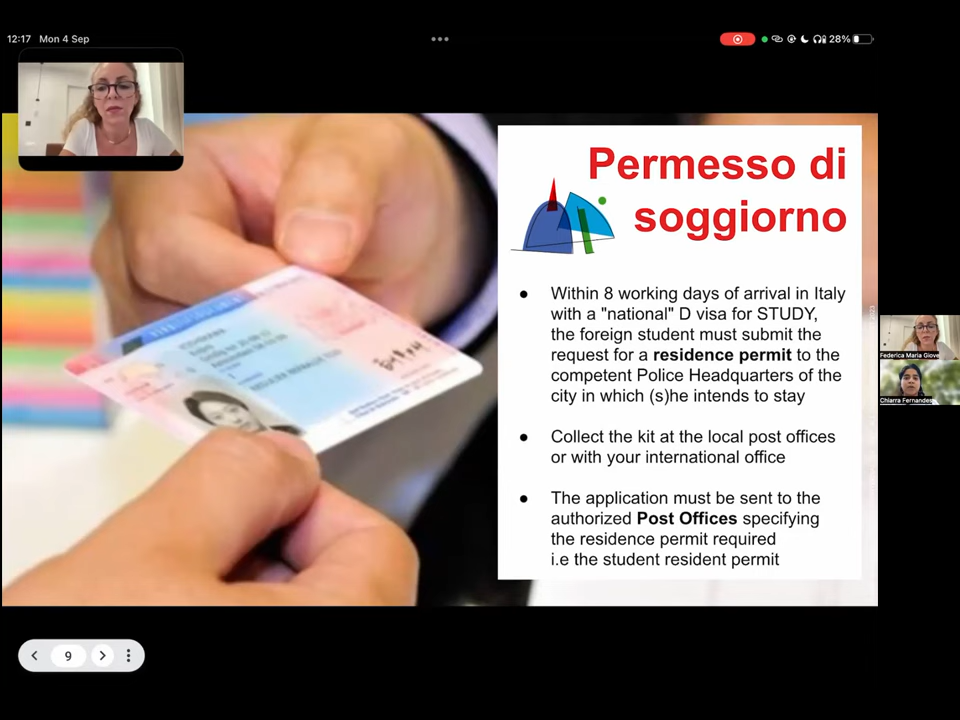 12:17 Mon 4 Sep
28%
Permesso di
soggiorno
● Within 8 working days of arrival in Italy
with a "national" D visa for STUDY,
the foreign student must submit the
request for a residence permit to the
competent Police Headquarters of the
city in which (s)he intends to stay
● Collect the kit at the local post offices
or with your international office
● The application must be sent to the
authorized Post Offices specifying
the residence permit required
i.e the student resident permit
Federica Maria Giove
Chiarra Fernandes
9